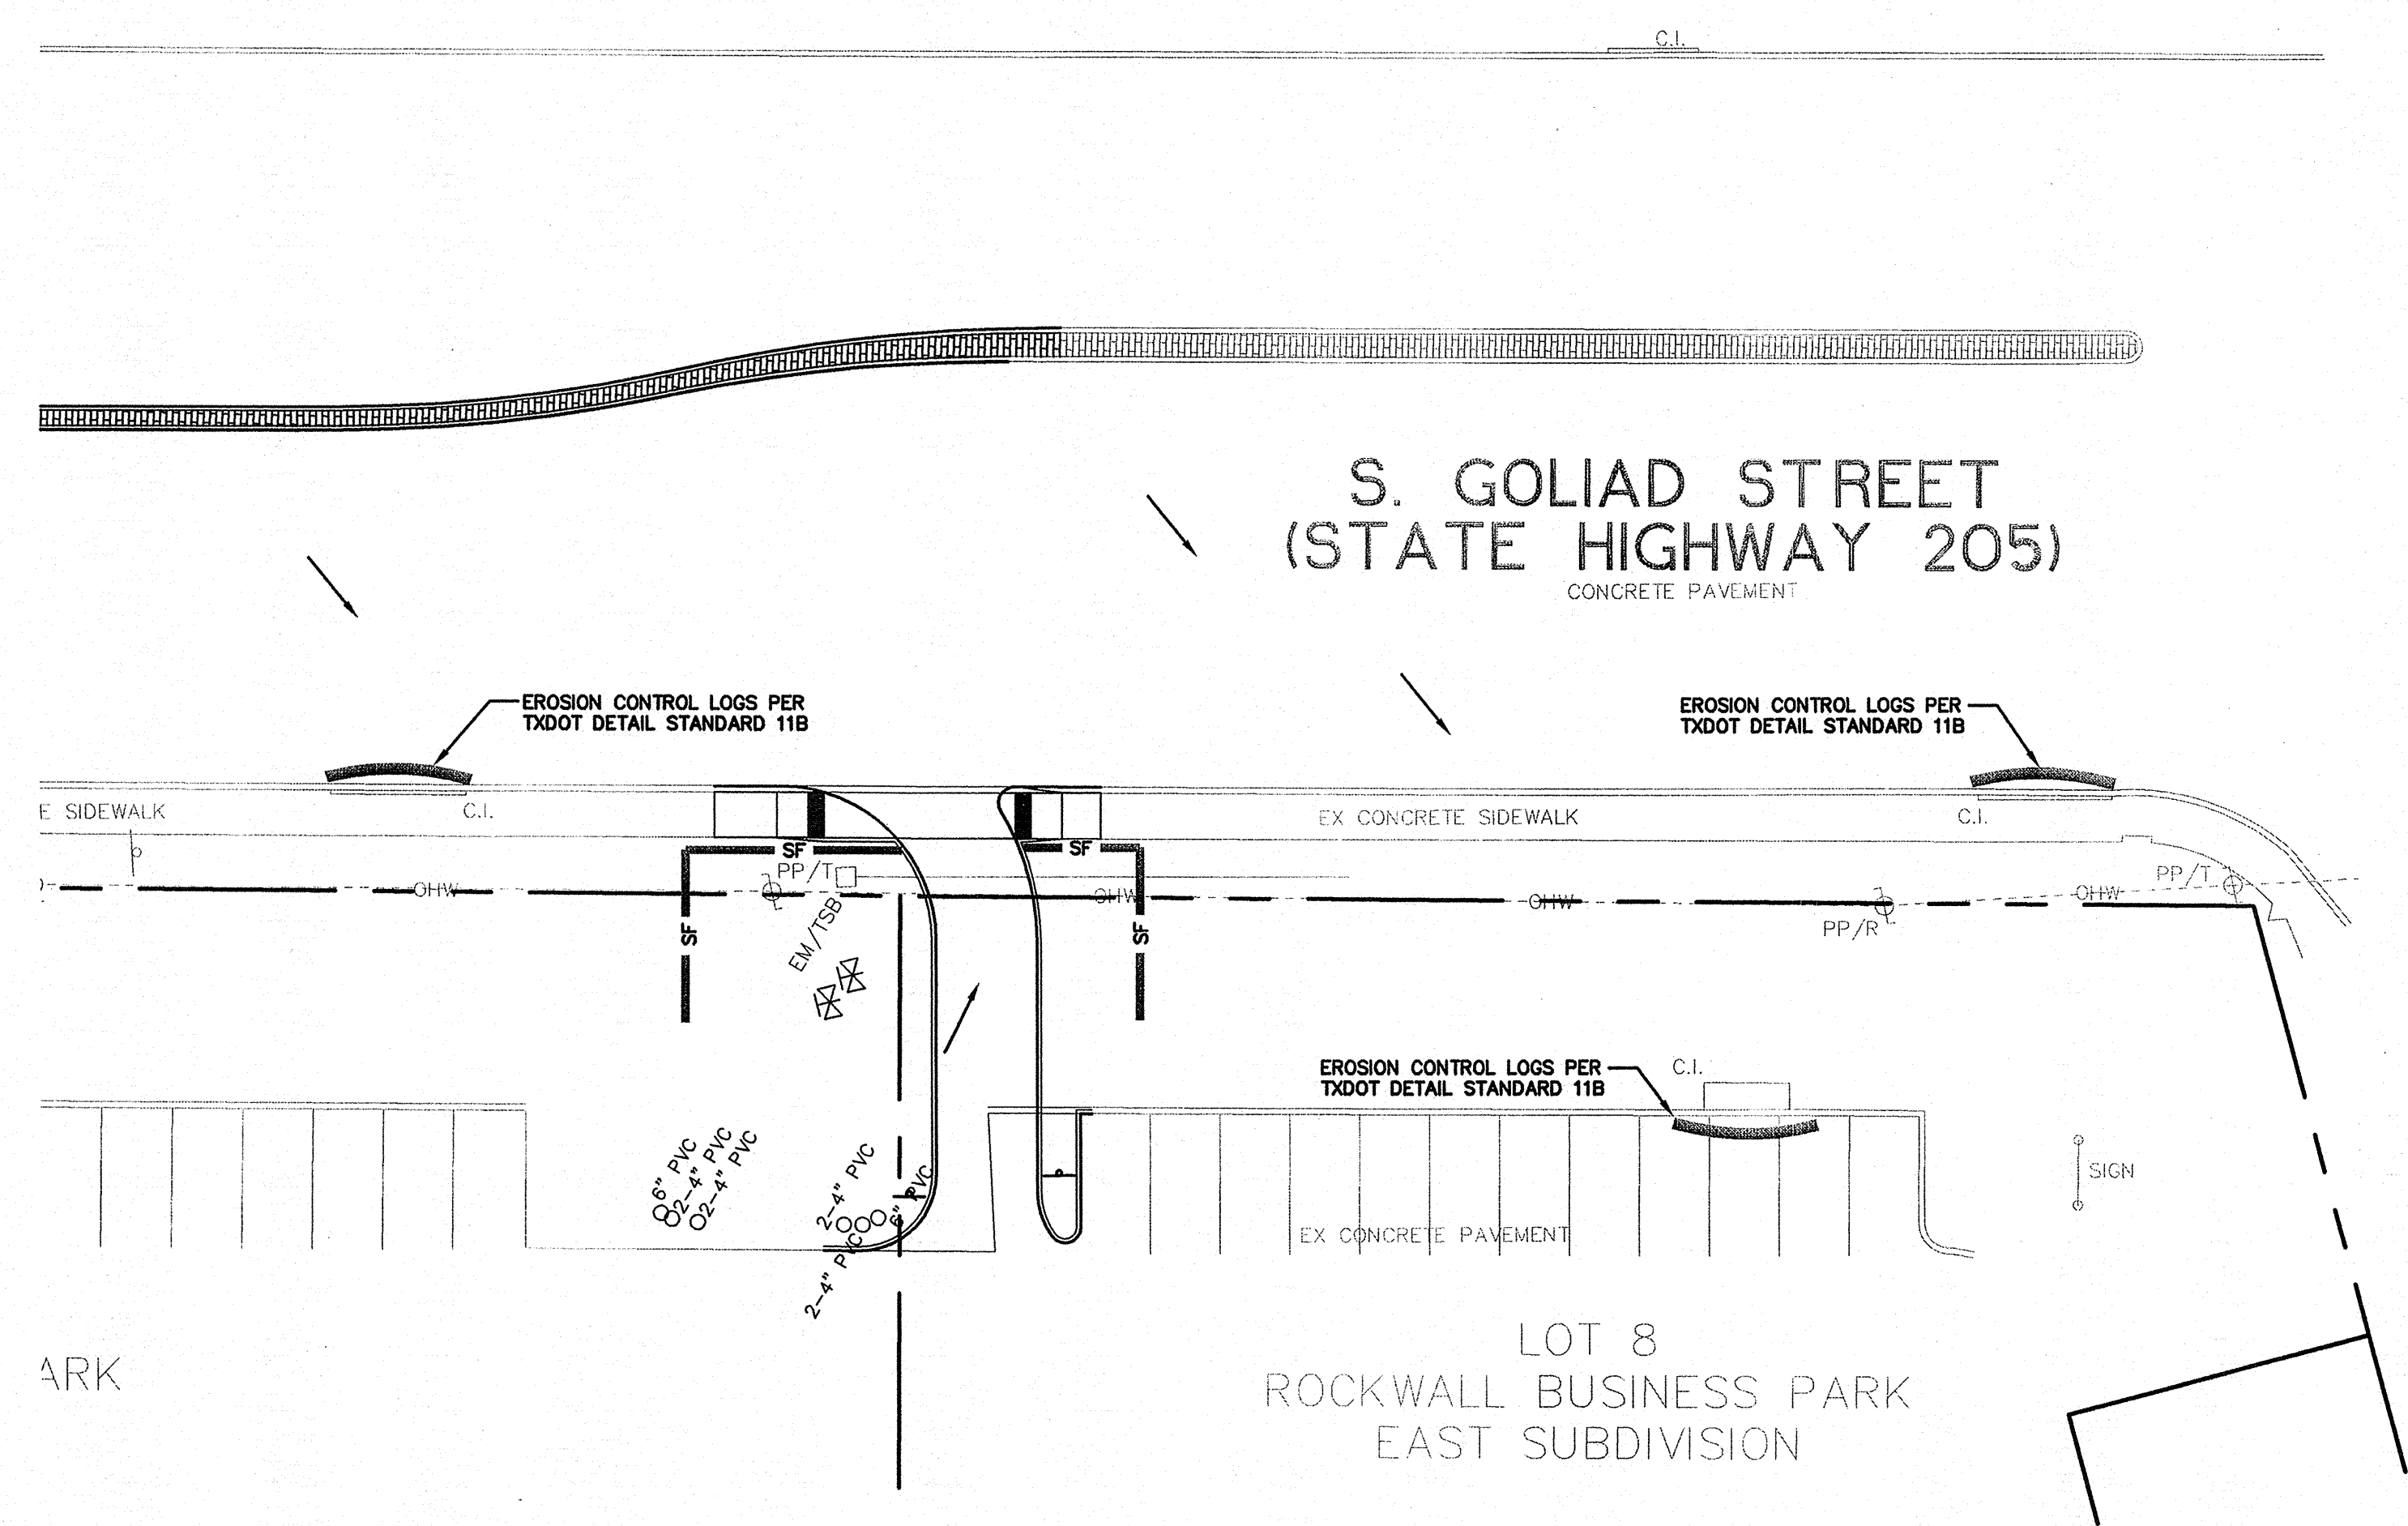 C.I.
S. GOLIAD STREET
(STATE HIGHWAY 205)
CONCRETE PAVEMENT
EROSION CONTROL LOGS PER
TXDOT DETAIL STANDARD 11B
EROSION CONTROL LOGS PER
TXDOT DETAIL STANDARD 11B
E SIDEWALK
C.I.
EX CONCRETE SIDEWALK
C.I.
SF
SF
PP/T
OHW
OHW
OHW
OHW
PP/T
PP/R
SF
SF
EM/TSB
EROSION CONTROL LOGS PER
TXDOT DETAIL STANDARD 11B
C.I.
6" PVC
2-4" PVC
2-4" PVC
2-4" PVC
6" PVC
2-4" PVC
SIGN
EX CONCRETE PAVEMENT
LOT 8
ROCKWALL BUSINESS PARK
EAST SUBDIVISION
ARK